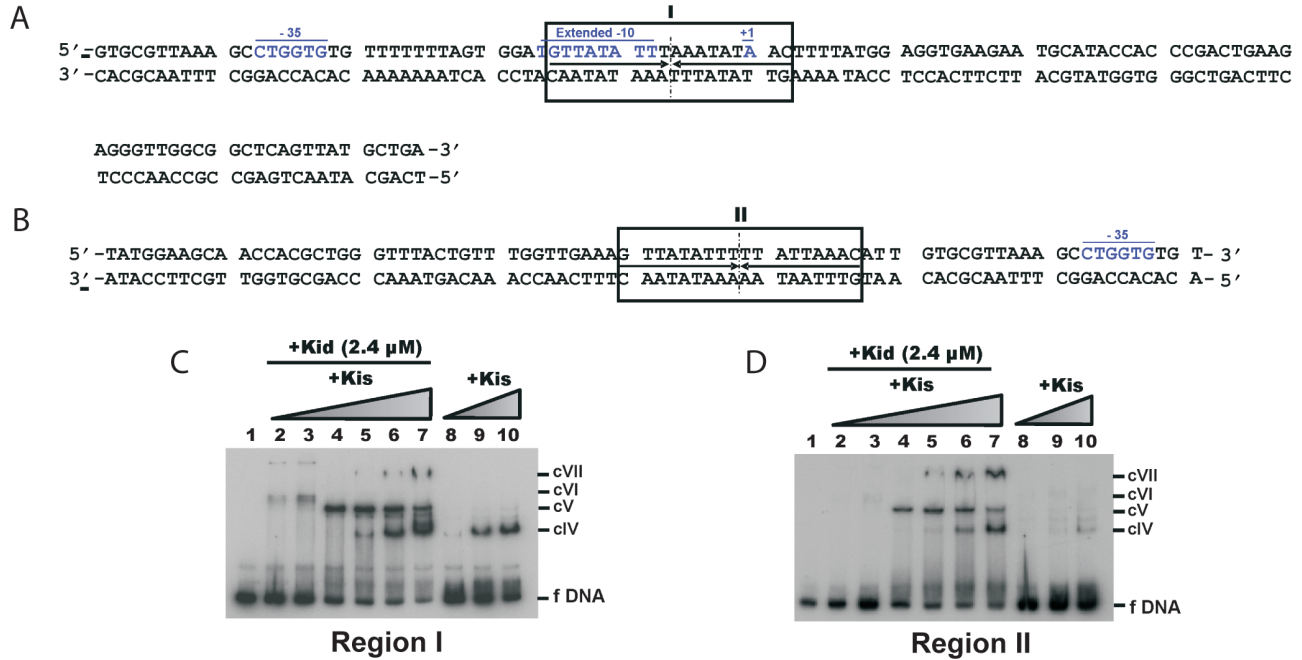 A
I
- 35
Extended -10
+1
5′-GTGCGTTAAA GCCTGGTGTG TTTTTTTAGT GGATGTTATA TTTAAATATA ACTTTTATGG AGGTGAAGAA TGCATACCAC CCGACTGAAG
3′-CACGCAATTT CGGACCACAC AAAAAAATCA CCTACAATAT AAATTTATAT TGAAAATACC TCCACTTCTT ACGTATGGTG GGCTGACTTC
AGGGTTGGCG GCTCAGTTAT GCTGA-3′
TCCCAACCGC CGAGTCAATA CGACT-5′
B
II
- 35
5′-TATGGAAGCA ACCACGCTGG GTTTACTGTT TGGTTGAAAG TTATATTTTT ATTAAACATT GTGCGTTAAA GCCTGGTGTG T-3′
3′-ATACCTTCGT TGGTGCGACC CAAATGACAA ACCAACTTTC AATATAAAAA TAATTTGTAA CACGCAATTT CGGACCACAC A-5′
C
+Kid (2.4 µM)
+Kis
+Kis
1 2 3 4 5 6 7 8 9 10
cVII
cVI
cV
cIV
f DNA
Region I
D
+Kid (2.4 µM)
+Kis
+Kis
1 2 3 4 5 6 7 8 9 10
cVII
cVI
cV
cIV
f DNA
Region II